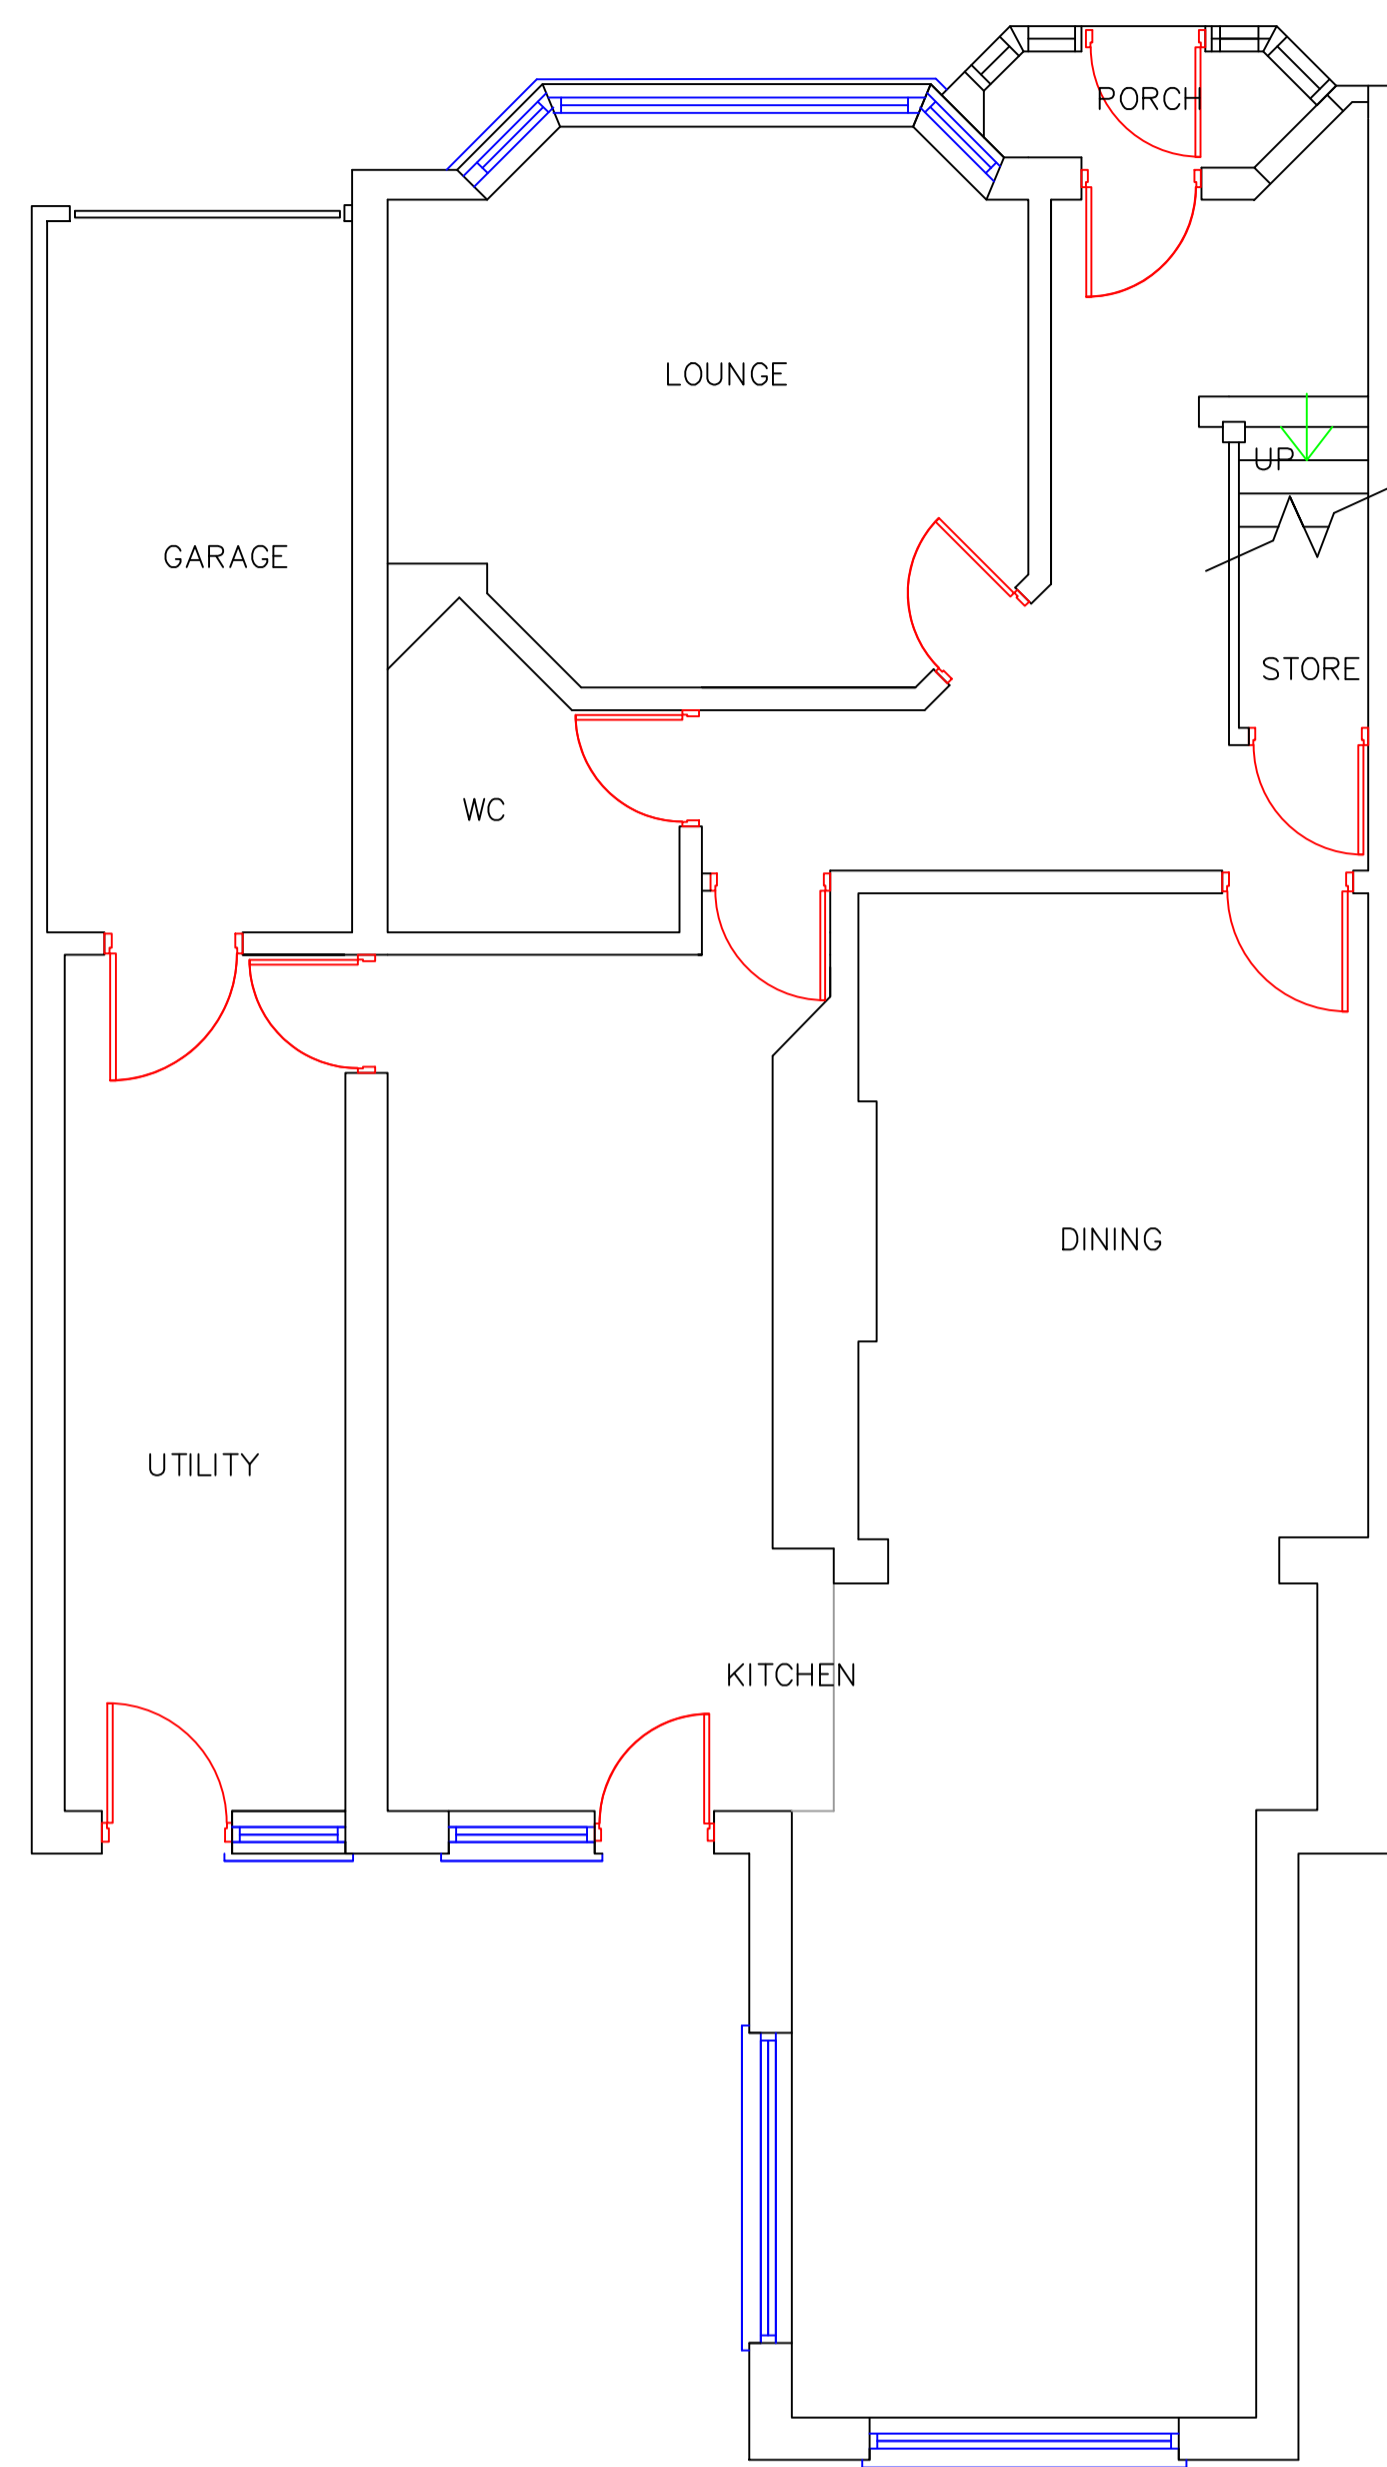 PORCH
LOUNGE
UP
GARAGE
STORE
WC
DINING
UTILITY
KITCHEN